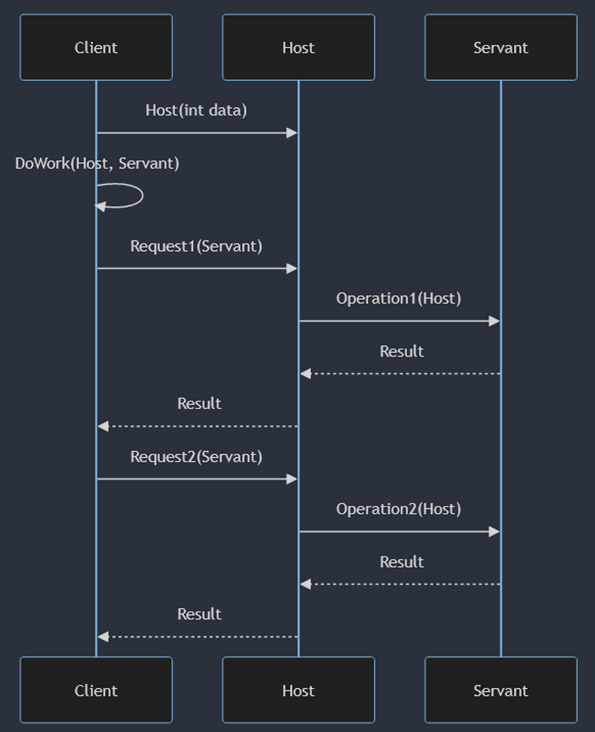 Client
Host
Servant
Host(int data)
DoWork(Host, Servant)
Request1(Servant)
Operation1(Host)
Result
Result
Request2(Servant)
Operation2(Host)
Result
Result
Client
Host
Servant